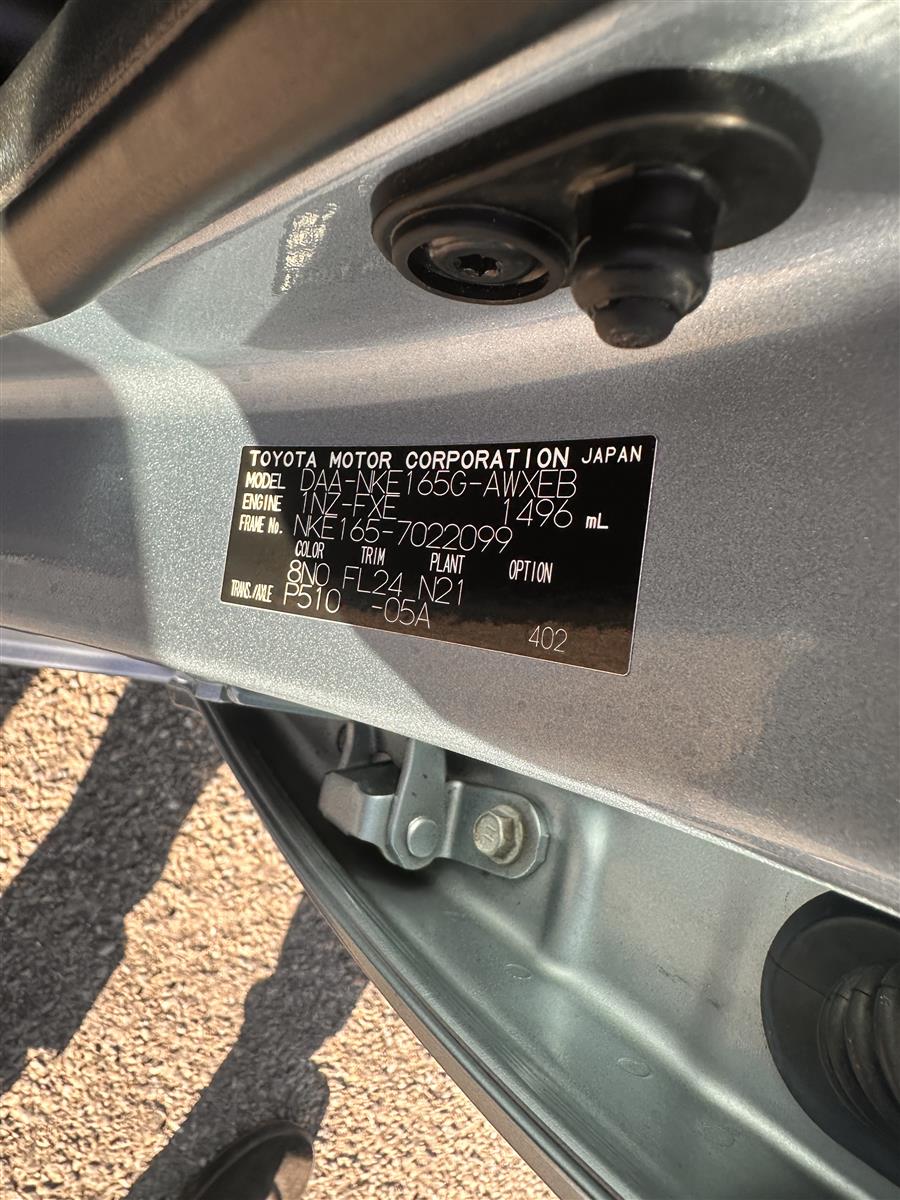 TOYOTA MOTOR CORPORATION JAPAN
MODEL DAA-NKE165G-AWXEB
ENGINE 1NZ-FXE 1496 mL
FRAME No. NKE165-7022099
COLOR TRIM PLANT OPTION
8N0 FL24 N21
TRANS./AXLE P510 -05A
402